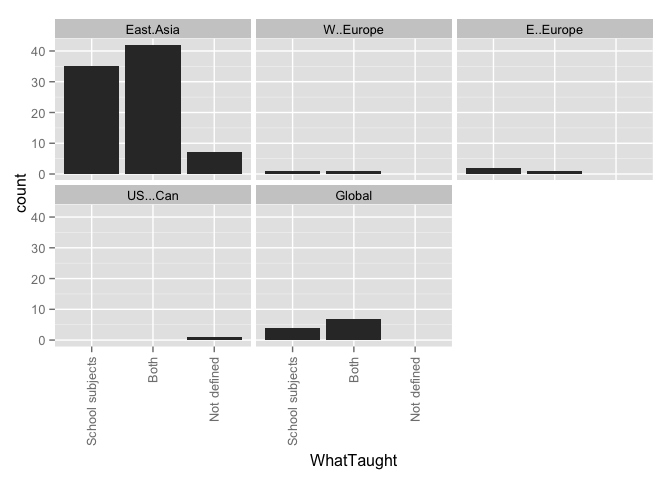 East.Asia W..Europe E..Europe
40
30
20
10
0
count
US...Can Global
40
30
20
10
0
School subjects Both Not defined School subjects Both Not defined
WhatTaught